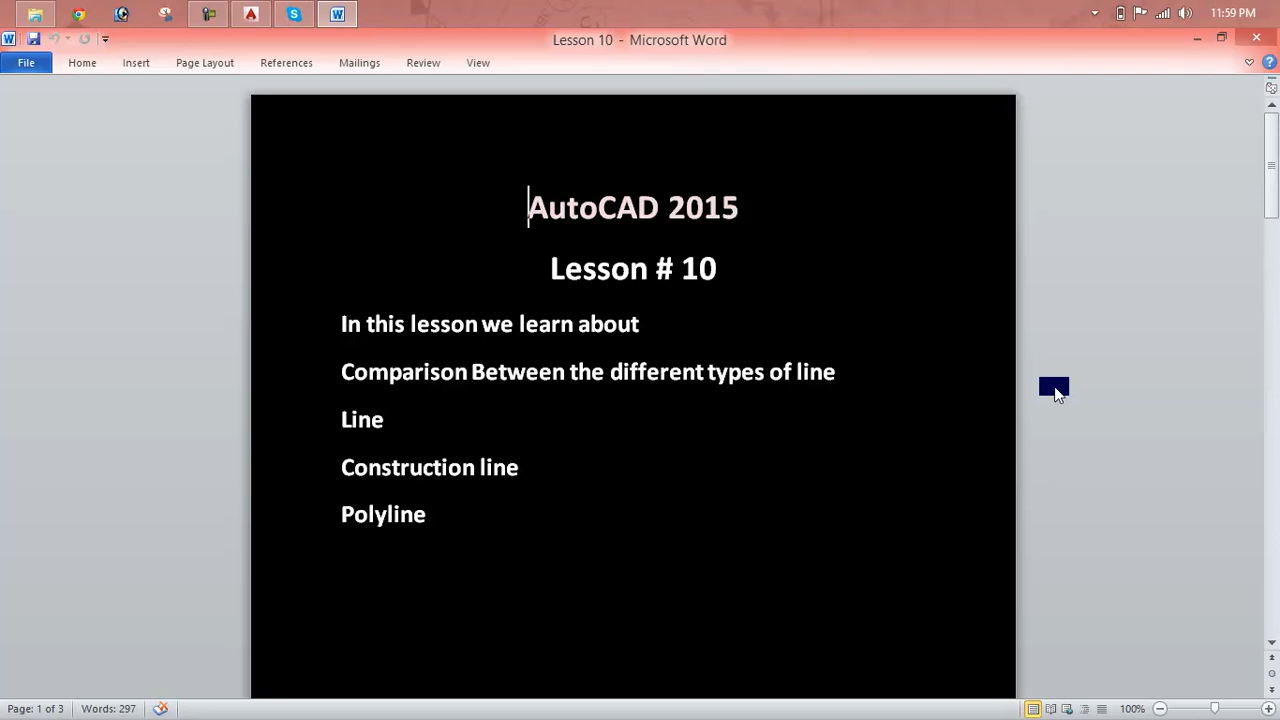 11:59 PM
Lesson 10 - Microsoft Word
File Home Insert Page Layout References Mailings Review View
AutoCAD 2015
Lesson # 10
In this lesson we learn about
Comparison Between the different types of line
Line
Construction line
Polyline
Page: 1 of 3 Words: 297 100%